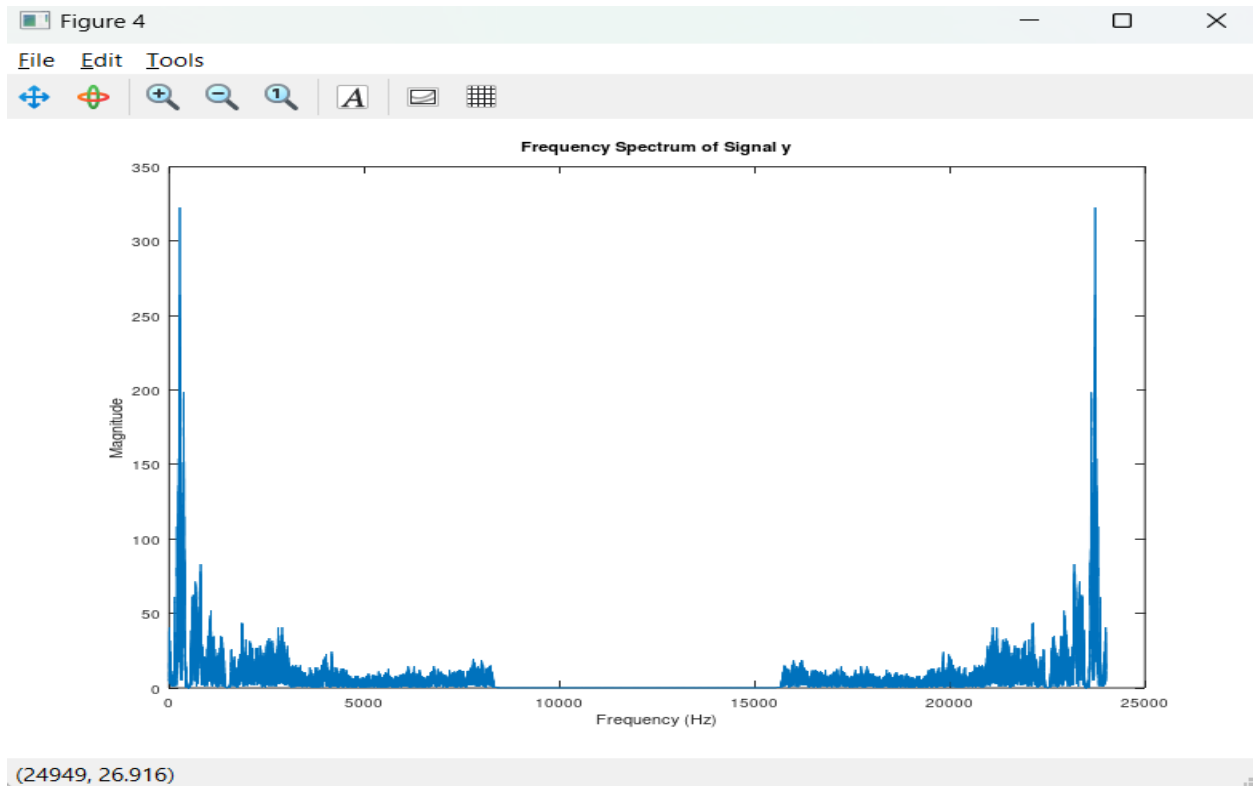 Figure 4
File Edit Tools
1 A
Frequency Spectrum of Signal y
350
300
250
200
150
100
50
0
Magnitude
0 5000 10000 15000 20000 25000
Frequency (Hz)
(24949, 26.916)